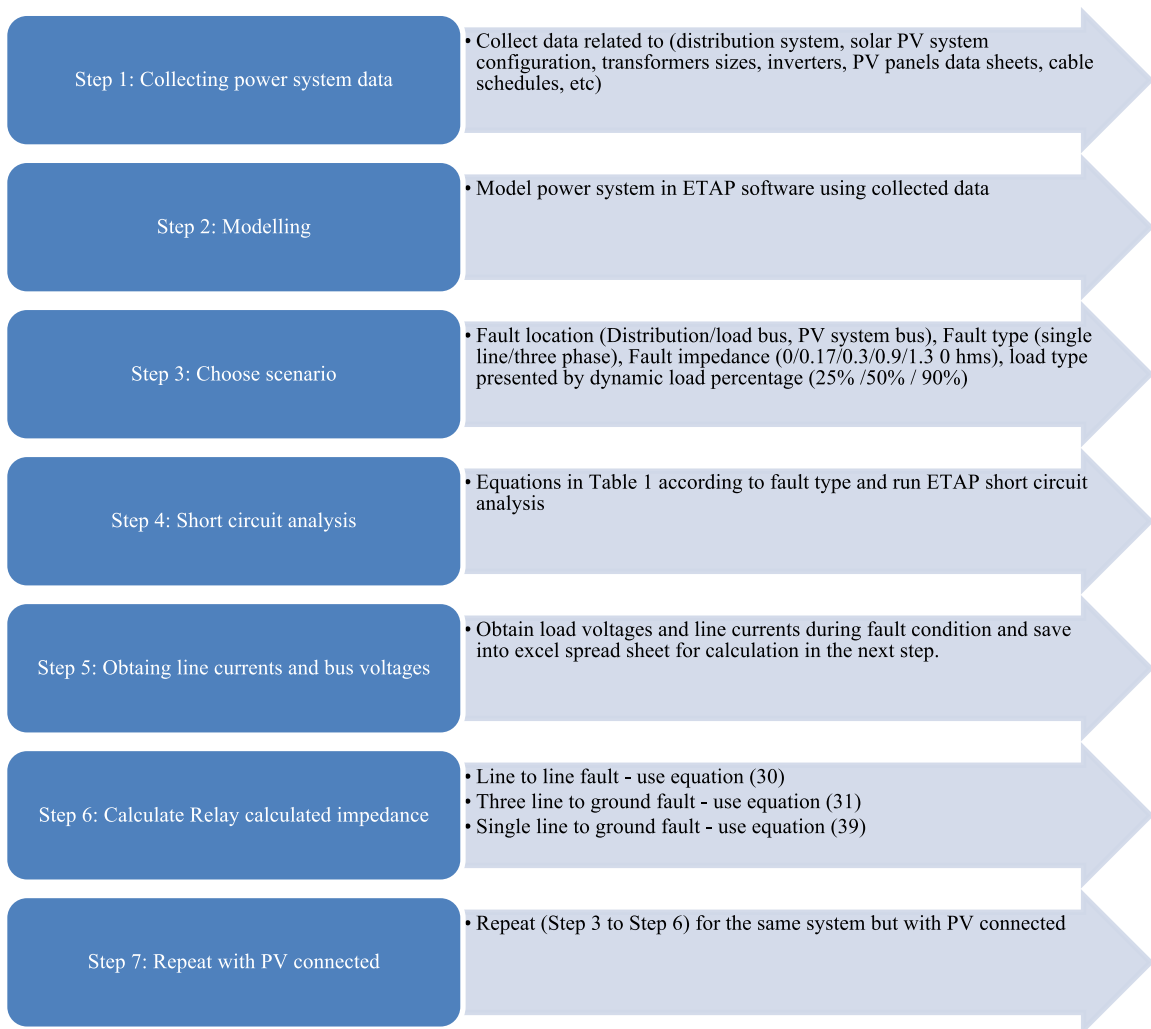 Step 1: Collecting power system data
• Collect data related to (distribution system, solar PV system
configuration, transformers sizes, inverters, PV panels data sheets, cable
schedules, etc)
Step 2: Modelling
• Model power system in ETAP software using collected data
Step 3: Choose scenario
• Fault location (Distribution/load bus, PV system bus), Fault type (single
line/three phase), Fault impedance (0/0.17/0.3/0.9/1.3 0 hms), load type
presented by dynamic load percentage (25% /50% / 90%)
Step 4: Short circuit analysis
• Equations in Table 1 according to fault type and run ETAP short circuit
analysis
Step 5: Obtaing line currents and bus voltages
• Obtain load voltages and line currents during fault condition and save
into excel spread sheet for calculation in the next step.
Step 6: Calculate Relay calculated impedance
• Line to line fault - use equation (30)
• Three line to ground fault - use equation (31)
• Single line to ground fault - use equation (39)
Step 7: Repeat with PV connected
• Repeat (Step 3 to Step 6) for the same system but with PV connected